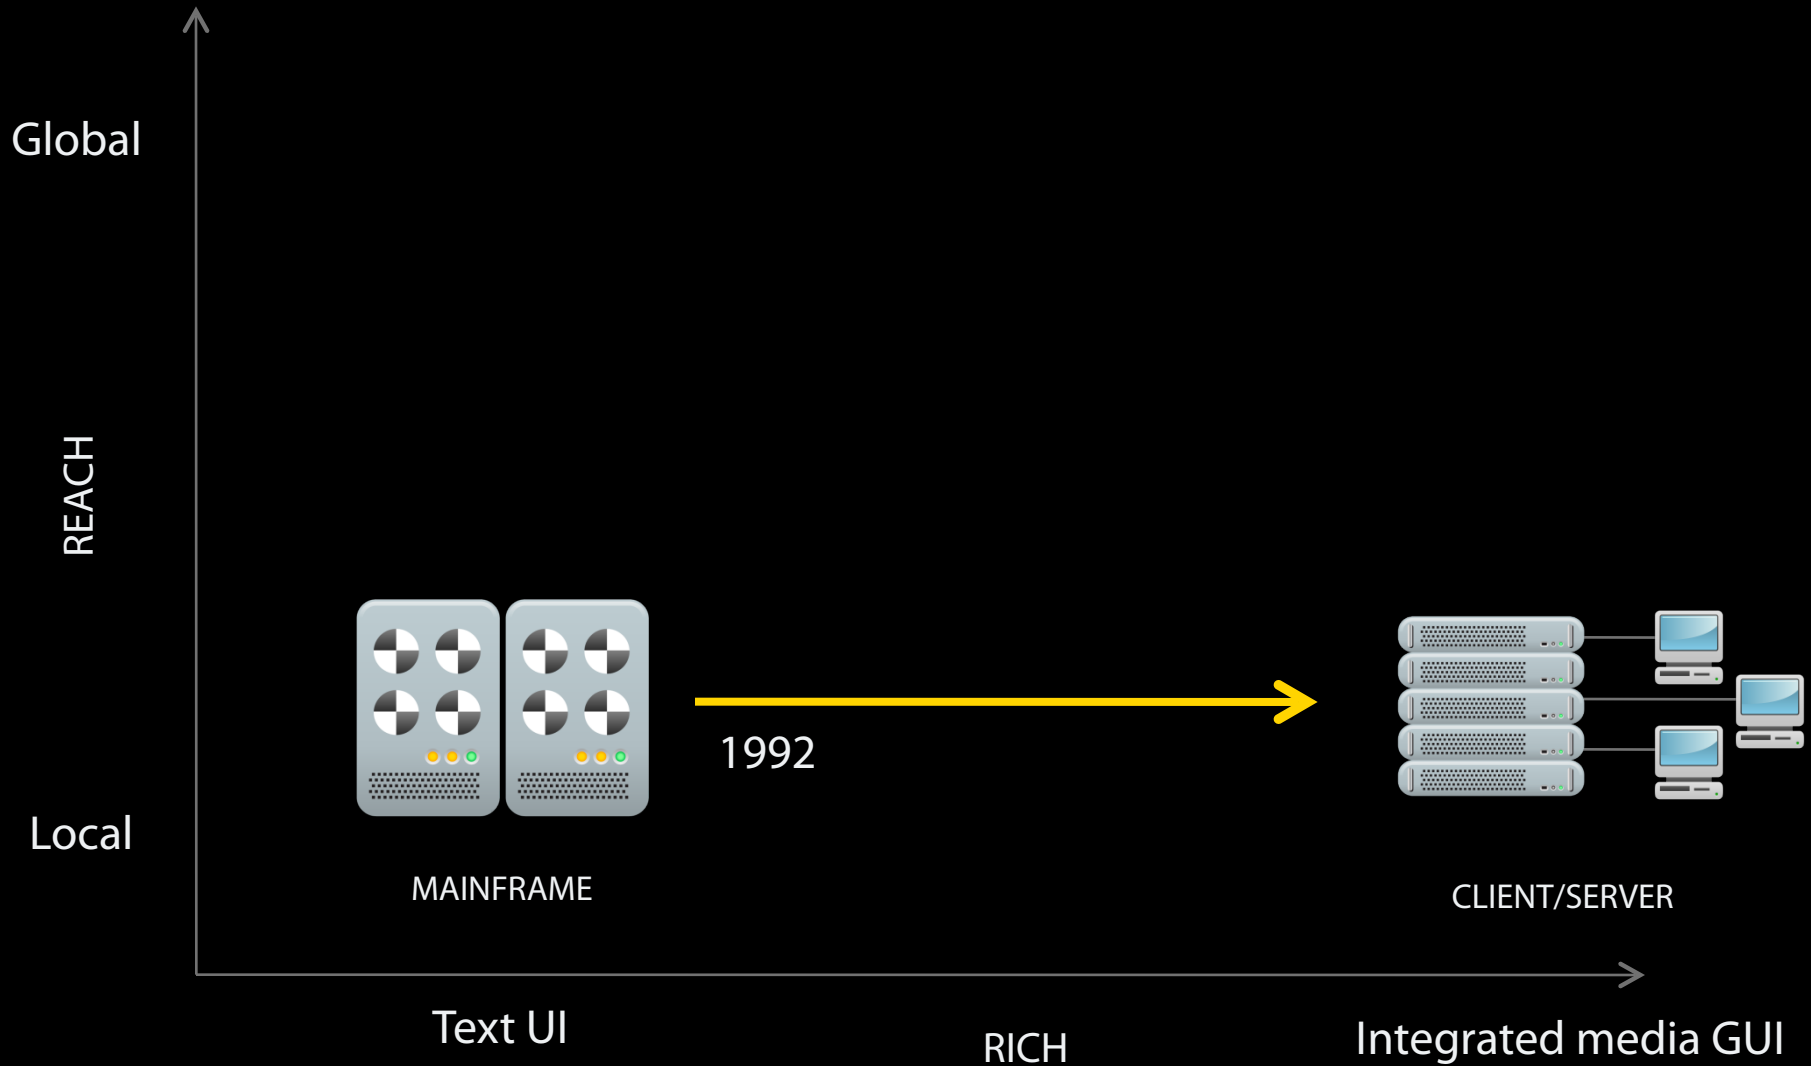 Global
REACH
1992
Local
MAINFRAME
CLIENT/SERVER
Text UI
RICH
Integrated media GUI